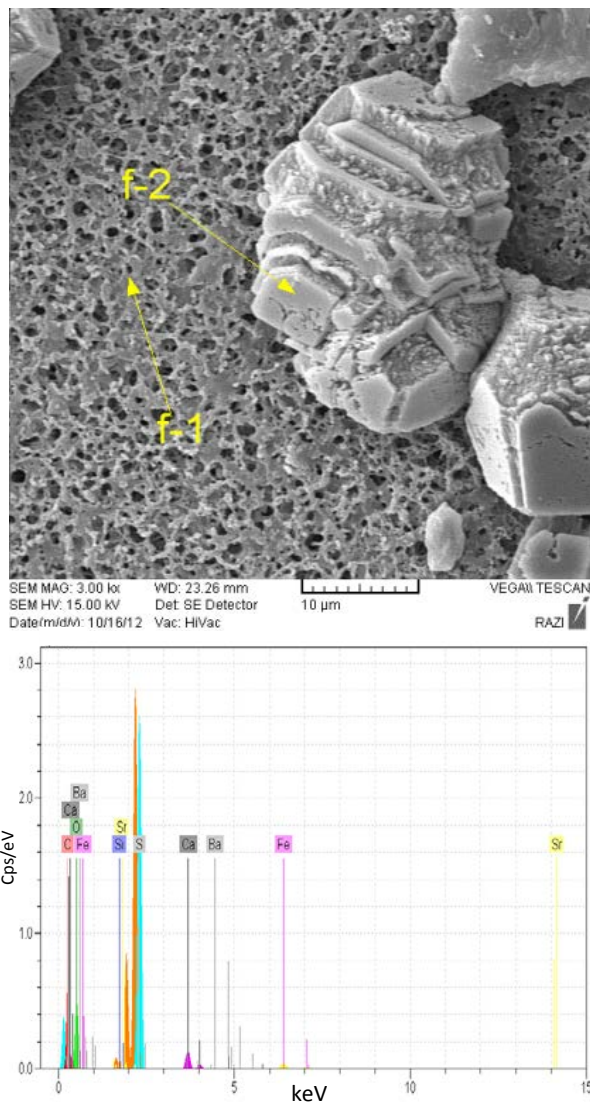 f-2
f-1
SEM MAG: 3.00 kx WD: 23.26 mm
SEM HV: 15.00 kV Det: SE Detector 10 µm VEGA\\ TESCAN
Date(m/d/y): 10/16/12 Vac: HiVac RAZI
3.0
2.0
1.0
0.0
Cps/eV
Ba
Ca
O Sr
C Fe Si S Ca Ba Fe Sr
0 5 10 15
keV